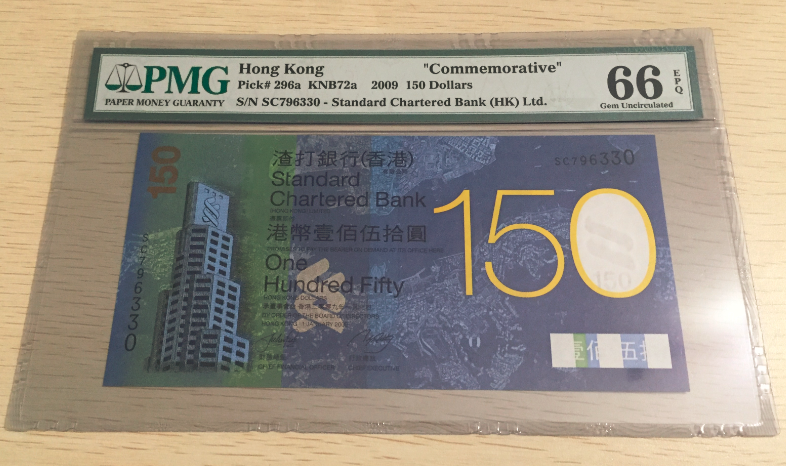 PMG
PAPER MONEY GUARANTY
Hong Kong "Commemorative"
Pick# 296a KNB72a 2009 150 Dollars
S/N SC796330 - Standard Chartered Bank (HK) Ltd.
66 EPQ
Gem Uncirculated
150
渣打銀行(香港)
Standard
Chartered Bank
港幣壹佰伍拾圓
One
Hundred Fifty
SC796330
150
150
SC796330
壹佰伍拾